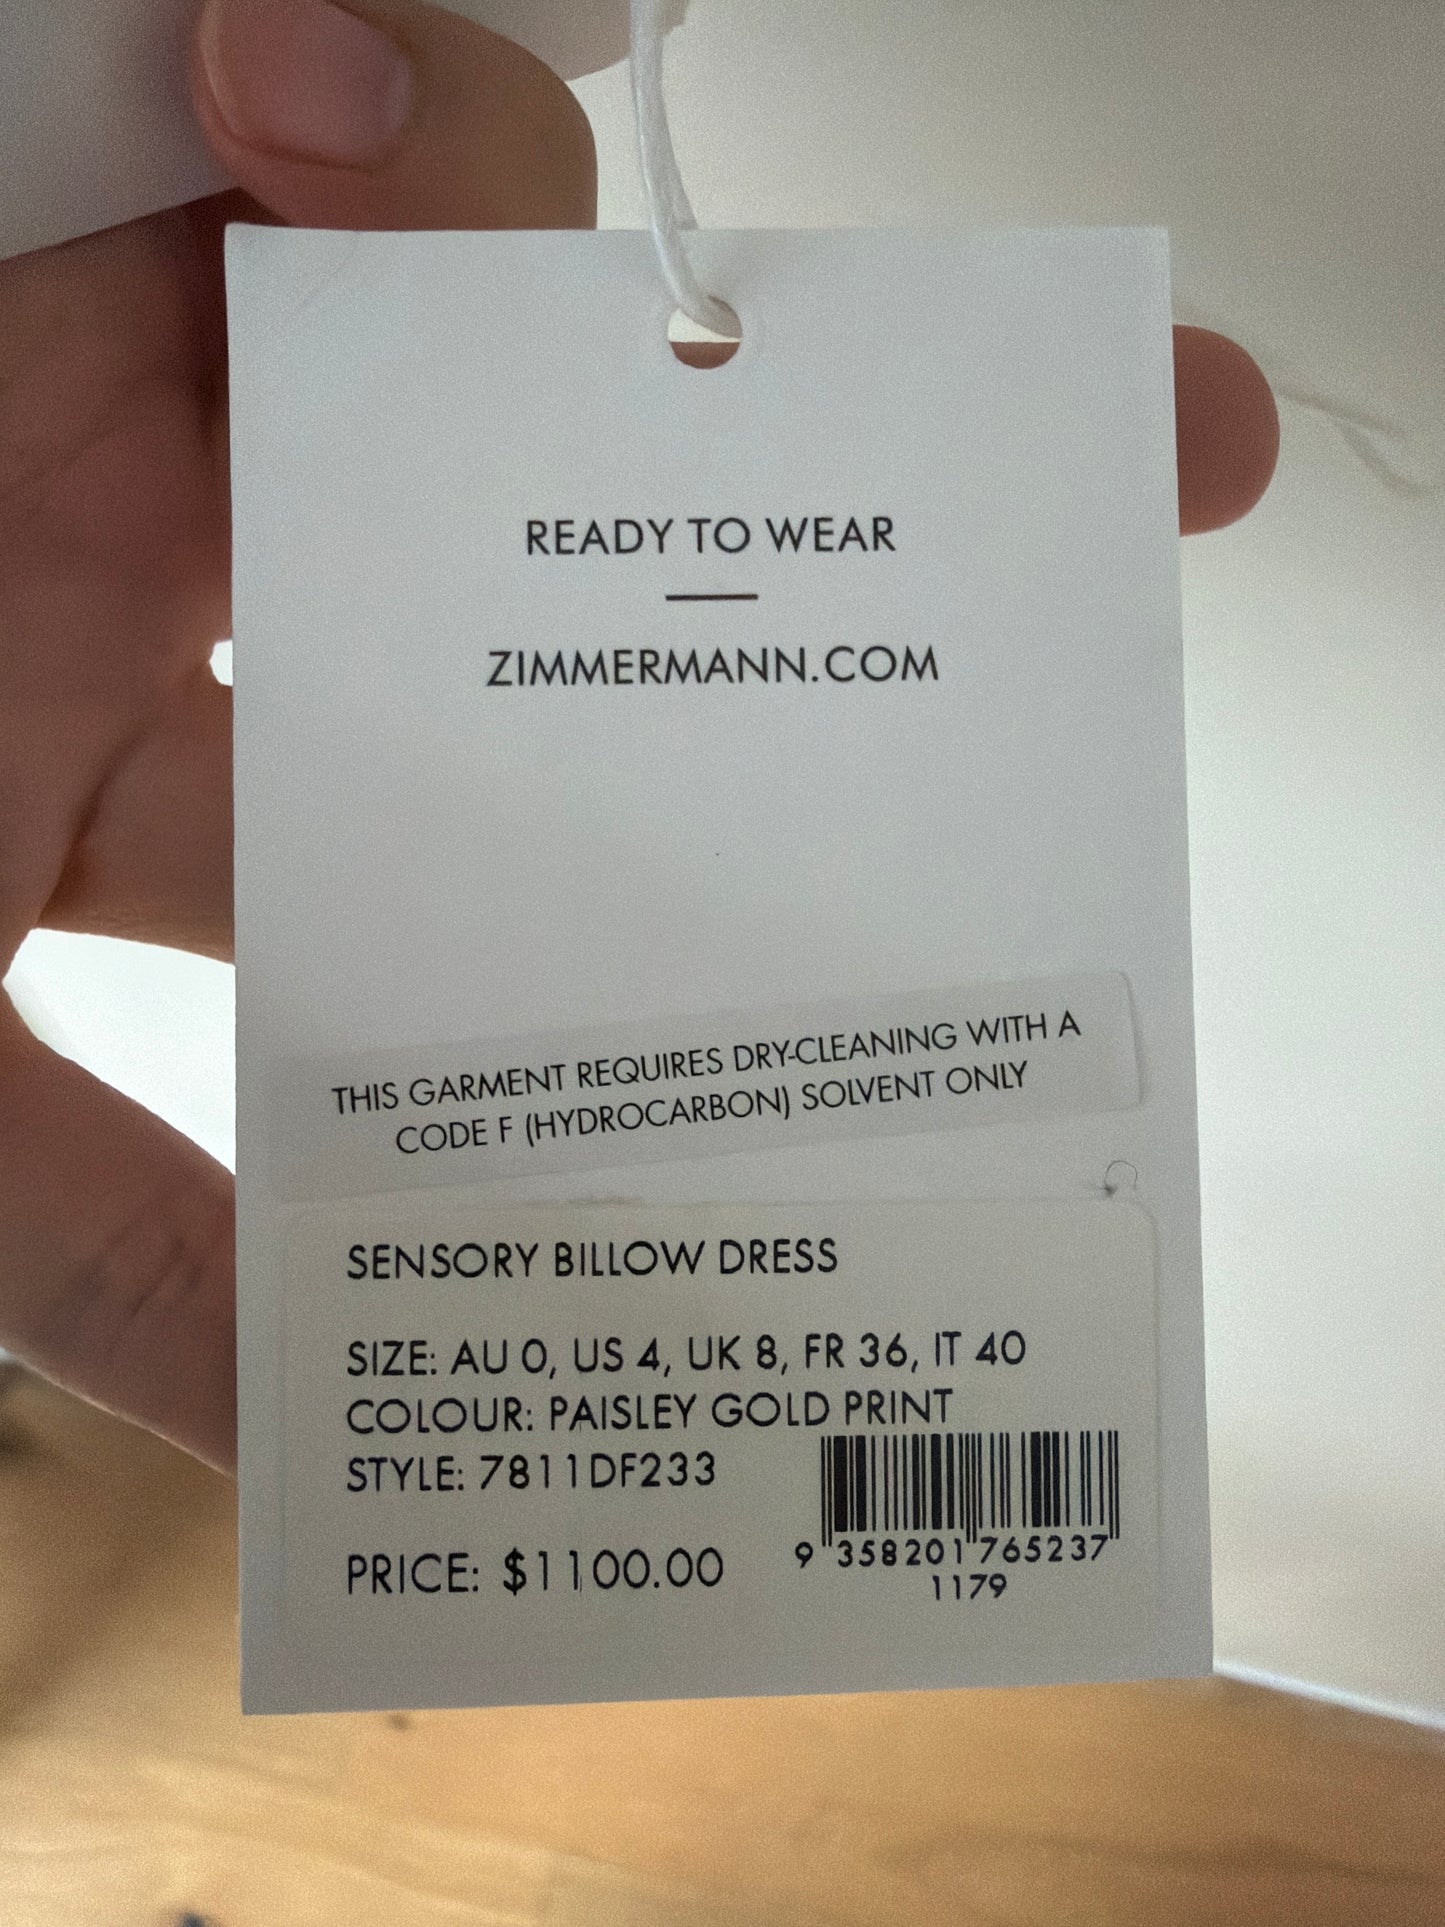 READY TO WEAR
ZIMMERMANN.COM
THIS GARMENT REQUIRES DRY-CLEANING WITH A
CODE F (HYDROCARBON) SOLVENT ONLY
SENSORY BILLOW DRESS
SIZE: AU 0, US 4, UK 8, FR 36, IT 40
COLOUR: PAISLEY GOLD PRINT
STYLE: 7811DF233
PRICE: $1100.00
9 358201 765237
1179